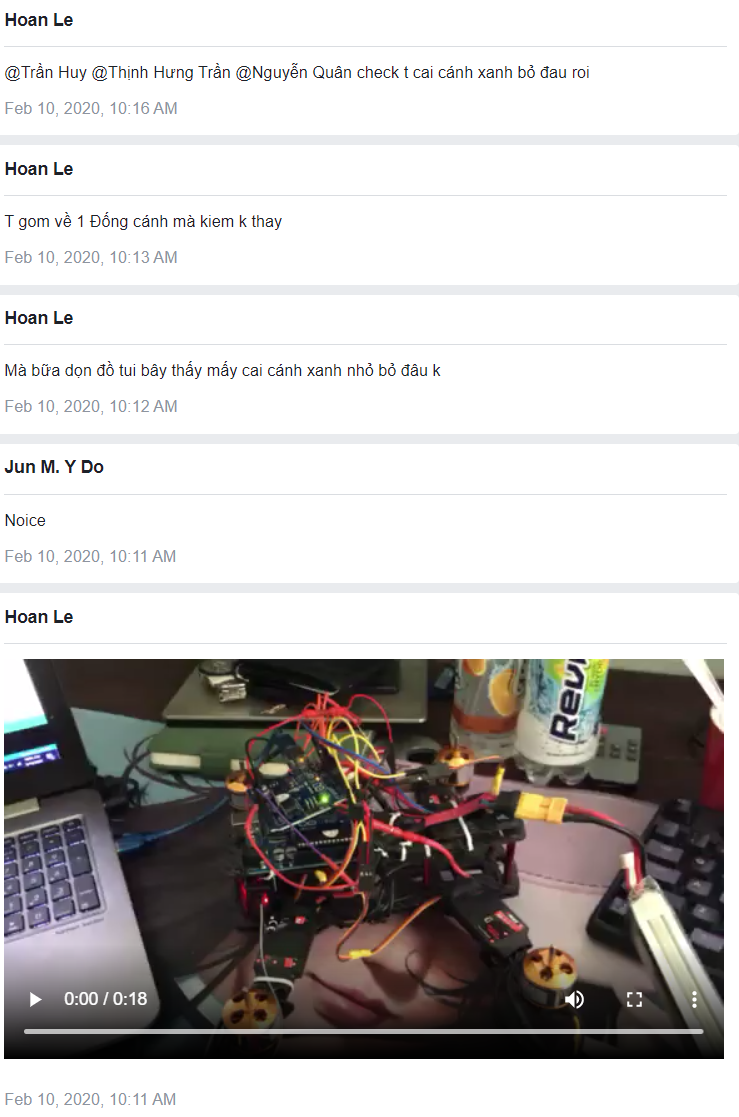 Hoan Le
@Trần Huy @Thịnh Hưng Trần @Nguyễn Quân check t cai cánh xanh bỏ đau roi
Feb 10, 2020, 10:16 AM
Hoan Le
T gom về 1 Đống cánh mà kiem k thay
Feb 10, 2020, 10:13 AM
Hoan Le
Mà bữa dọn đồ tui bây thấy mấy cai cánh xanh nhỏ bỏ đâu k
Feb 10, 2020, 10:12 AM
Jun M. Y Do
Noice
Feb 10, 2020, 10:11 AM
Hoan Le
0:00 / 0:18
Feb 10, 2020, 10:11 AM